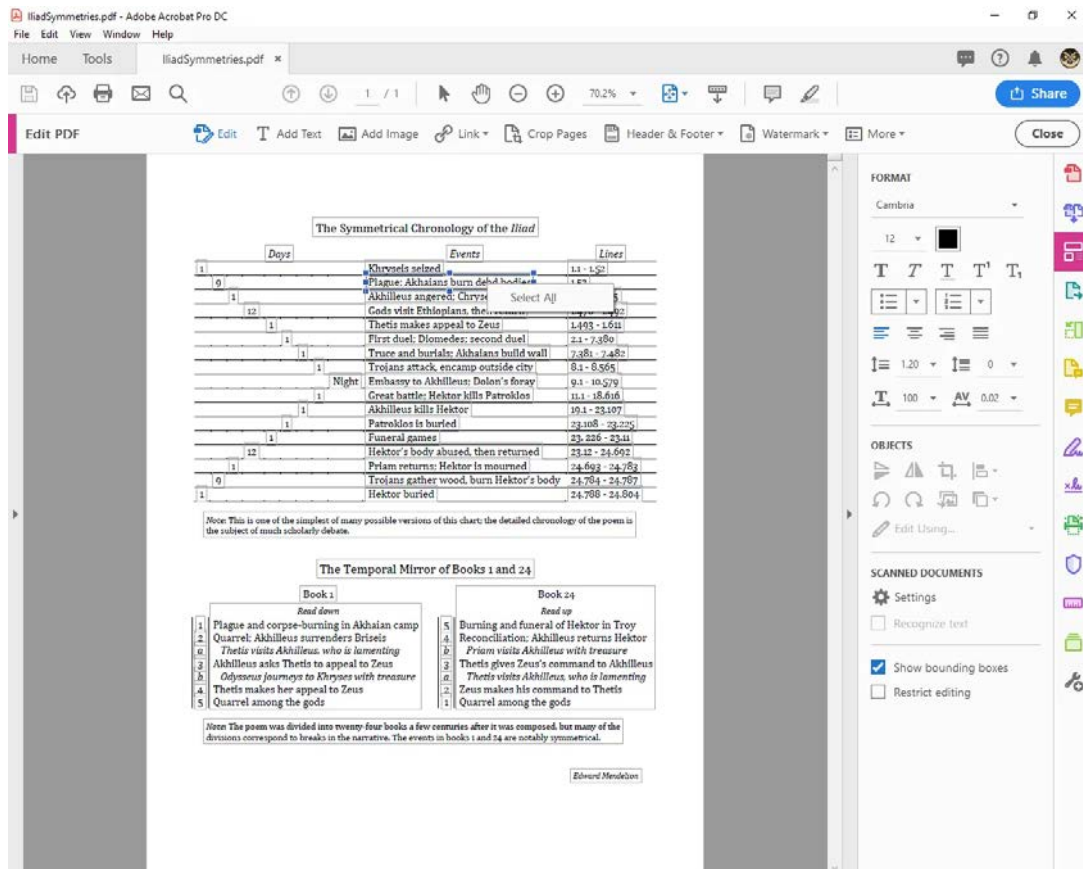 IliadSymmetries.pdf - Adobe Acrobat Pro DC
File Edit View Window Help
Home Tools IliadSymmetries.pdf ×
1 / 1 70.2% Share
Edit PDF Edit Add Text Add Image Link Crop Pages Header & Footer Watermark More Close
The Symmetrical Chronology of the Iliad
Days Events Lines
1 Khryseis seized 1.1 - 1.52
9 Plague; Akhaians burn dead bodies 1.52
1 Akhilleus angered; Chryse
12 Gods visit Ethiopians, then
1 Thetis makes appeal to Zeus 1.493 - 1.611
1 First duel; Diomedes; second duel 2.1 - 7.380
1 Truce and burials; Akhaians build wall 7.381 - 7.482
1 Trojans attack, encamp outside city 8.1 - 8.565
Night Embassy to Akhilleus; Dolon's foray 9.1 - 10.579
1 Great battle; Hektor kills Patroklos 11.1 - 18.616
1 Akhilleus kills Hektor 19.1 - 23.107
1 Patroklos is buried 23.108 - 23.225
1 Funeral games 23. 226 - 23.11
12 Hektor's body abused, then returned 23.12 - 24.692
1 Priam returns; Hektor is mourned 24.693 - 24.783
9 Trojans gather wood, burn Hektor's body 24.784 - 24.787
1 Hektor buried 24.788 - 24.804
Select All
Note: This is one of the simplest of many possible versions of this chart; the detailed chronology of the poem is
the subject of much scholarly debate.
The Temporal Mirror of Books 1 and 24
Book 1
Read down
1 Plague and corpse-burning in Akhaian camp
2 Quarrel; Akhilleus surrenders Briseis
a Thetis visits Akhilleus, who is lamenting
3 Akhilleus asks Thetis to appeal to Zeus
b Odysseus journeys to Khryses with treasure
4 Thetis makes her appeal to Zeus
5 Quarrel among the gods
Book 24
Read up
5 Burning and funeral of Hektor in Troy
4 Reconciliation; Akhilleus returns Hektor
b Priam visits Akhilleus with treasure
3 Thetis gives Zeus's command to Akhilleus
a Thetis visits Akhilleus, who is lamenting
2 Zeus makes his command to Thetis
1 Quarrel among the gods
Note: The poem was divided into twenty-four books a few centuries after it was composed, but many of the
divisions correspond to breaks in the narrative. The events in books 1 and 24 are notably symmetrical.
Edward Mendelson
FORMAT
Cambria
12
T T T T¹ T₁
1.20 0
100 AV 0.02
OBJECTS
Edit Using...
SCANNED DOCUMENTS
Settings
Recognize text
Show bounding boxes
Restrict editing